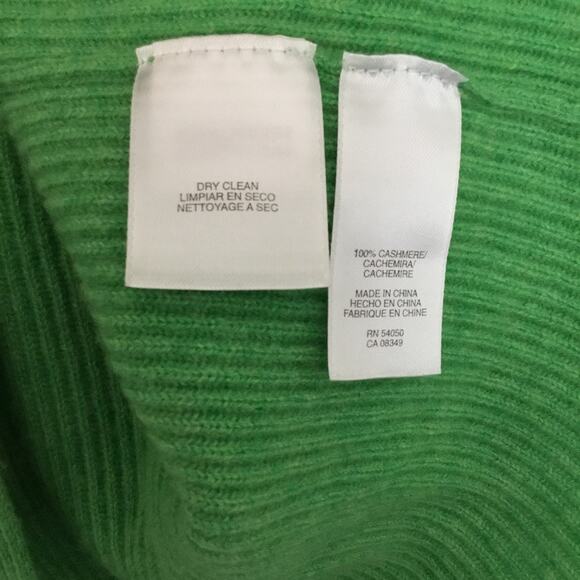 DRY CLEAN
LIMPIAR EN SECO
NETTOYAGE A SEC
100% CASHMERE/
CACHEMIRA/
CACHEMIRE
MADE IN CHINA
HECHO EN CHINA
FABRIQUE EN CHINE
RN 54050
CA 08349